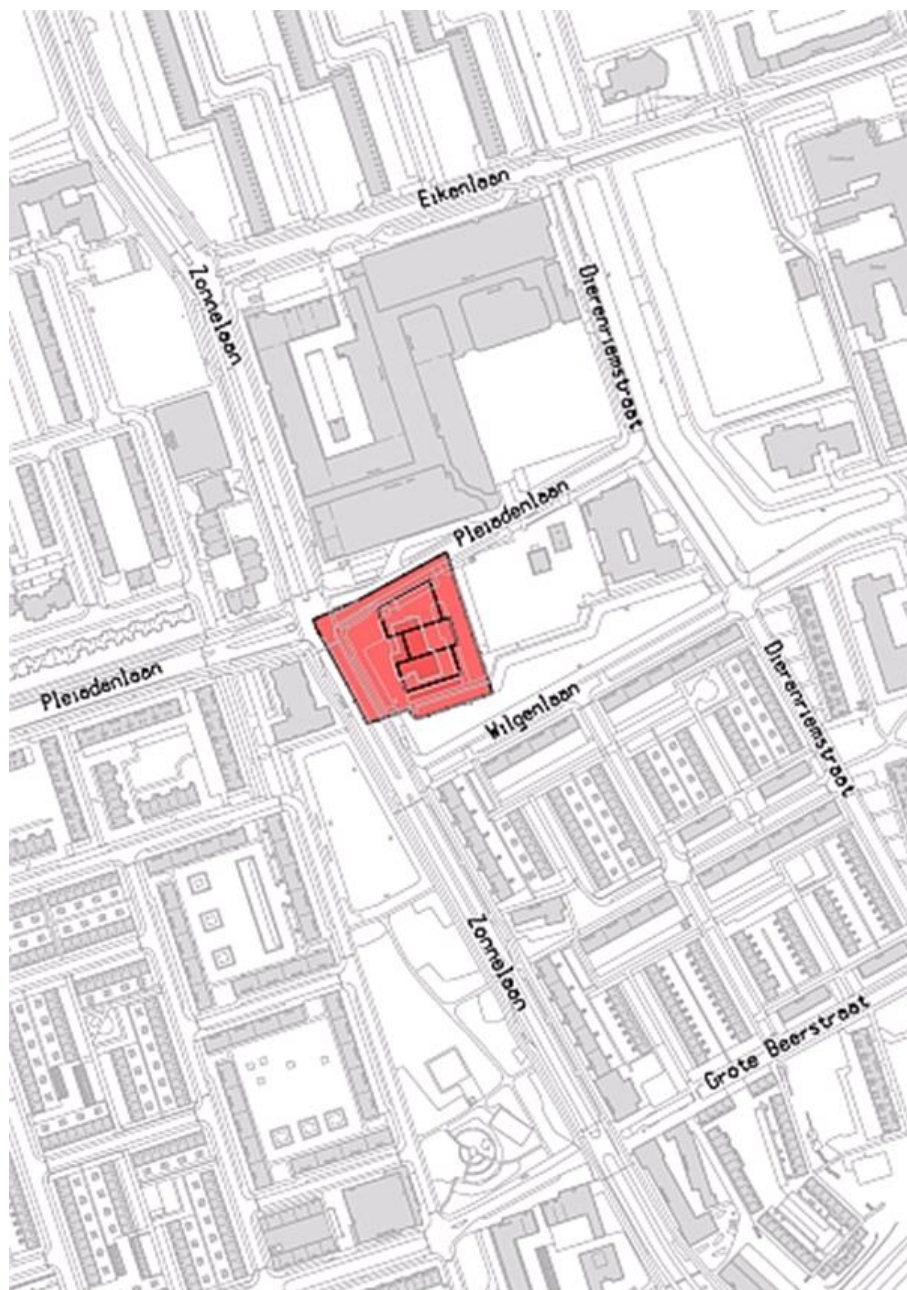 Eikenlaan
Zonnelaan
Dierenriemstraat
Pleiadenlaan
Pleiadenlaan
Wilgenlaan
Dierenriemstraat
Zonnelaan
Grote Beerstraat